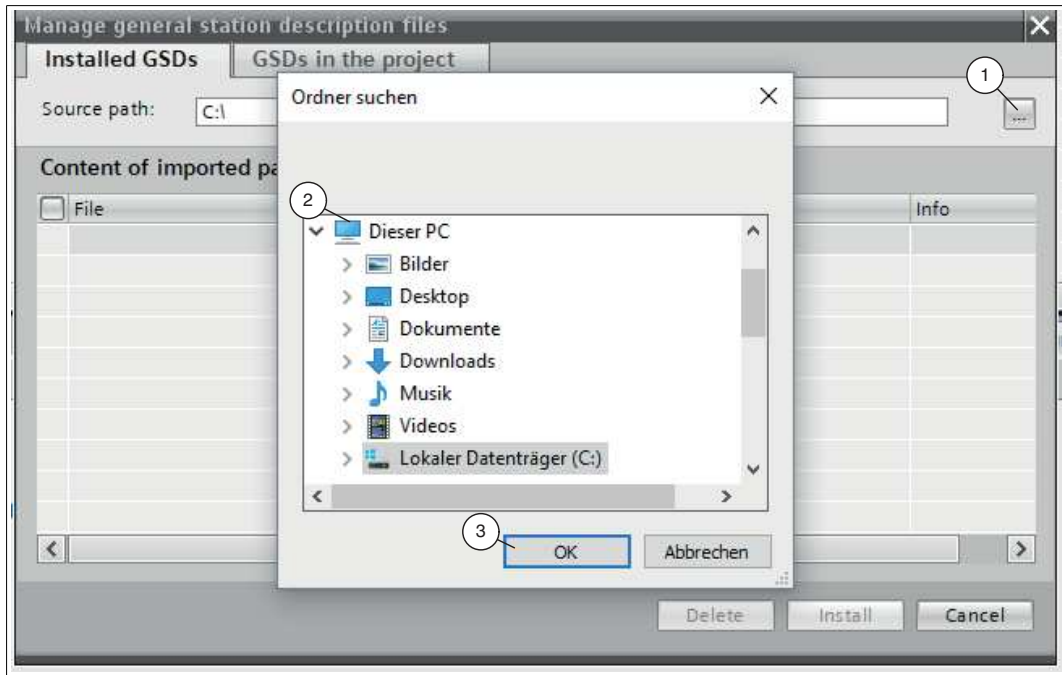 Manage general station description files
Installed GSDs
GSDs in the project
1
Source path:
C:\
...
Ordner suchen
Content of imported pa
File
Info
2
Dieser PC
Bilder
Desktop
Dokumente
Downloads
Musik
Videos
Lokaler Datenträger (C:)
3
OK
Abbrechen
Delete
Install
Cancel